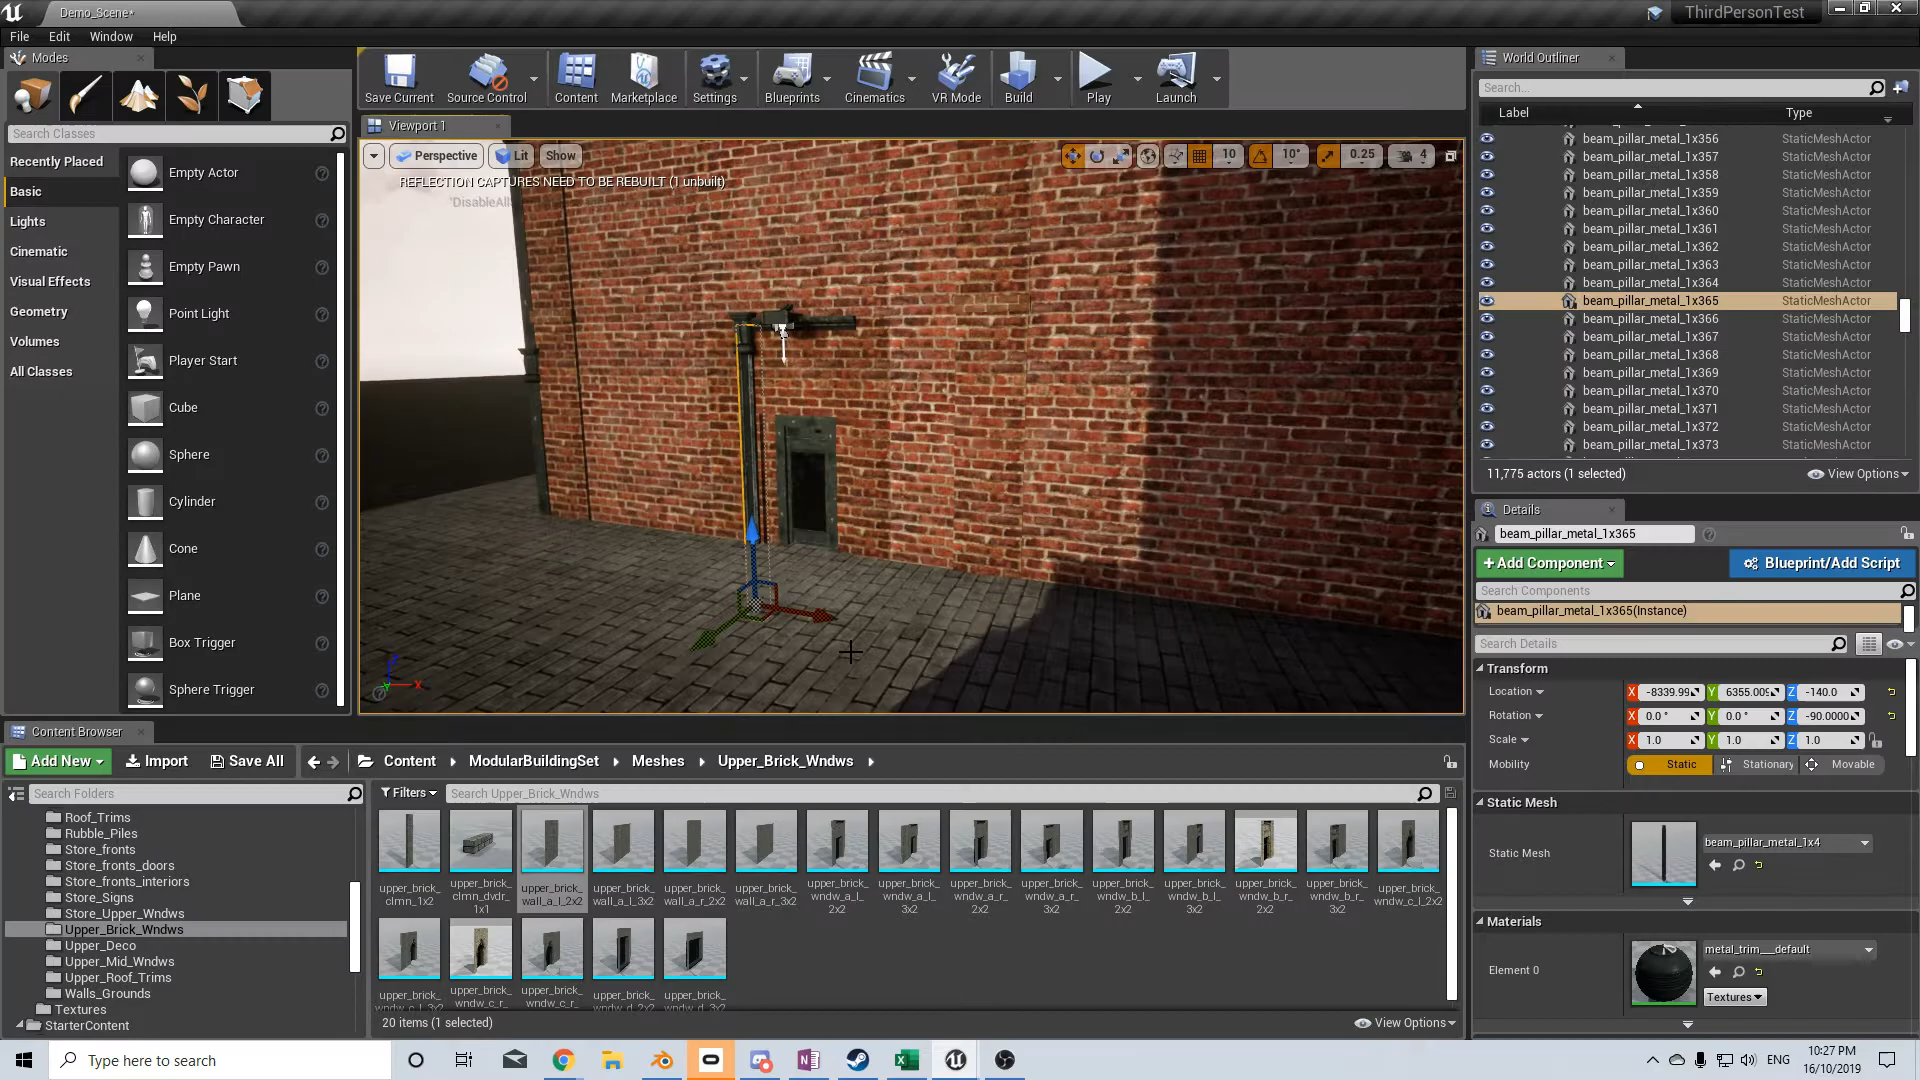 Demo_Scene*
ThirdPersonTest
File Edit Window Help
Modes
Save Current Source Control Content Marketplace Settings Blueprints Cinematics VR Mode Build Play Launch
Search Classes
Recently Placed
Basic
Lights
Cinematic
Visual Effects
Geometry
Volumes
All Classes
Empty Actor
Empty Character
Empty Pawn
Point Light
Player Start
Cube
Sphere
Cylinder
Cone
Plane
Box Trigger
Sphere Trigger
Viewport 1
Perspective Lit Show 10 10° 0.25 4
REFLECTION CAPTURES NEED TO BE REBUILT (1 unbuilt)
'DisableAll
X
World Outliner
Search...
Label Type
beam_pillar_metal_1x356 StaticMeshActor
beam_pillar_metal_1x357 StaticMeshActor
beam_pillar_metal_1x358 StaticMeshActor
beam_pillar_metal_1x359 StaticMeshActor
beam_pillar_metal_1x360 StaticMeshActor
beam_pillar_metal_1x361 StaticMeshActor
beam_pillar_metal_1x362 StaticMeshActor
beam_pillar_metal_1x363 StaticMeshActor
beam_pillar_metal_1x364 StaticMeshActor
beam_pillar_metal_1x365 StaticMeshActor
beam_pillar_metal_1x366 StaticMeshActor
beam_pillar_metal_1x367 StaticMeshActor
beam_pillar_metal_1x368 StaticMeshActor
beam_pillar_metal_1x369 StaticMeshActor
beam_pillar_metal_1x370 StaticMeshActor
beam_pillar_metal_1x371 StaticMeshActor
beam_pillar_metal_1x372 StaticMeshActor
beam_pillar_metal_1x373 StaticMeshActor
11,775 actors (1 selected) View Options
Details
beam_pillar_metal_1x365
+Add Component Blueprint/Add Script
Search Components
beam_pillar_metal_1x365(Instance)
Search Details
Transform
Location X -8339.99 Y 6355.009 Z -140.0
Rotation X 0.0 ° Y 0.0 ° Z -90.0000
Scale X 1.0 Y 1.0 Z 1.0
Mobility Static Stationary Movable
Static Mesh
Static Mesh beam_pillar_metal_1x4
Materials
Element 0 metal_trim___default
Textures
Content Browser
Add New Import Save All Content ModularBuildingSet Meshes Upper_Brick_Wndws
Search Folders
Filters Search Upper_Brick_Wndws
Roof_Trims
Rubble_Piles
Store_fronts
Store_fronts_doors
Store_fronts_interiors
Store_Signs
Store_Upper_Wndws
Upper_Brick_Wndws
Upper_Deco
Upper_Mid_Wndws
Upper_Roof_Trims
Walls_Grounds
Textures
StarterContent
upper_brick_clmn_1x2
upper_brick_clmn_dvdr_1x1
upper_brick_wall_a_l_2x2
upper_brick_wall_a_l_3x2
upper_brick_wall_a_r_2x2
upper_brick_wall_a_r_3x2
upper_brick_wndw_a_l_2x2
upper_brick_wndw_a_l_3x2
upper_brick_wndw_a_r_2x2
upper_brick_wndw_a_r_3x2
upper_brick_wndw_b_l_2x2
upper_brick_wndw_b_l_3x2
upper_brick_wndw_b_r_2x2
upper_brick_wndw_b_r_3x2
upper_brick_wndw_c_l_2x2
upper_brick_wndw_c_l_3x2
upper_brick_wndw_c_r_
upper_brick_wndw_c_r_
upper_brick_wndw_d_2x2
upper_brick_wndw_d_3x2
20 items (1 selected) View Options
Type here to search
ENG
10:27 PM
16/10/2019